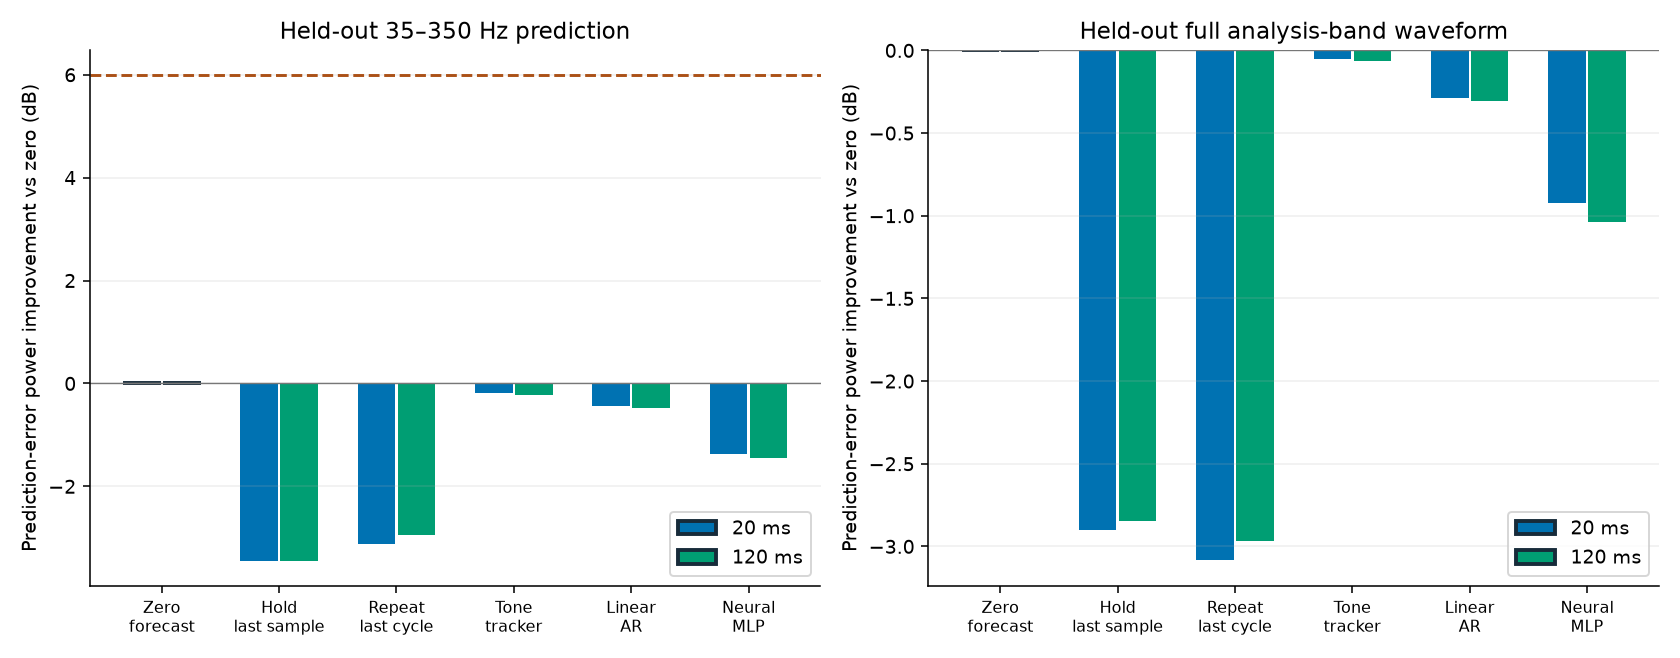 Held-out 35–350 Hz prediction
Prediction-error power improvement vs zero (dB)
6
4
2
0
−2
Zero
forecast
Hold
last sample
Repeat
last cycle
Tone
tracker
Linear
AR
Neural
MLP
20 ms
120 ms
Held-out full analysis-band waveform
Prediction-error power improvement vs zero (dB)
0.0
−0.5
−1.0
−1.5
−2.0
−2.5
−3.0
Zero
forecast
Hold
last sample
Repeat
last cycle
Tone
tracker
Linear
AR
Neural
MLP
20 ms
120 ms